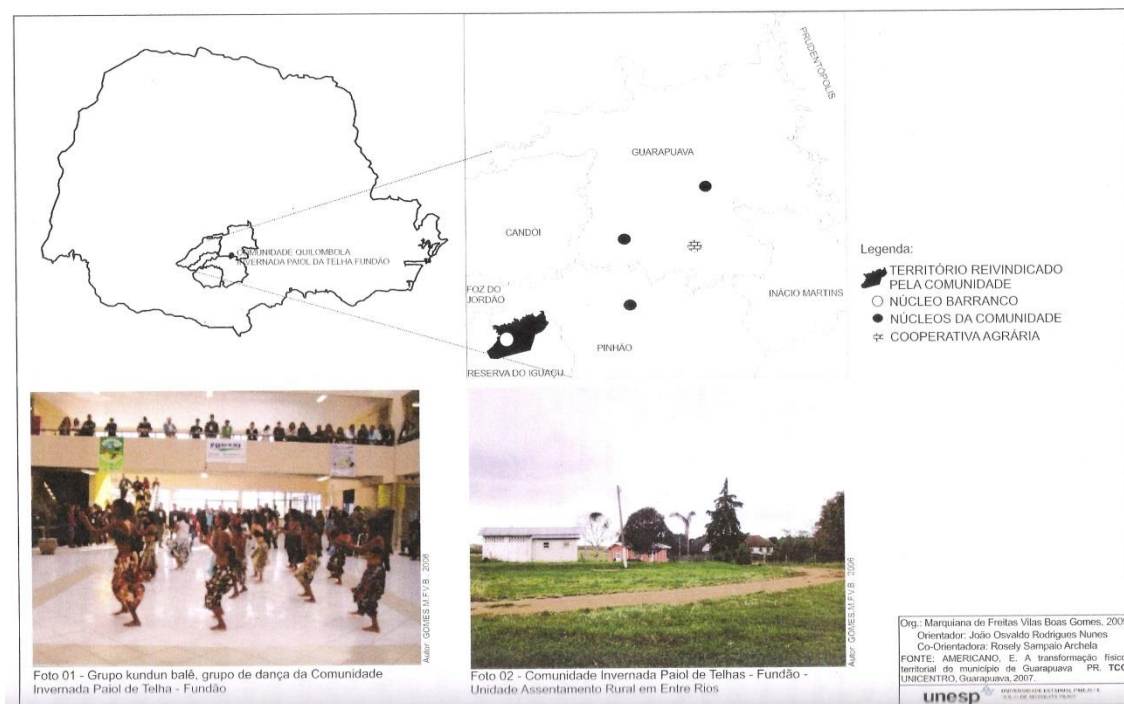 PRUDENTÓPOLIS
GUARAPUAVA
CANDÓI
COMUNIDADE QUILOMBOLA
INVERNADA PAIOL DA TELHA FUNDÃO
FOZ DO
JORDÃO
INÁCIO MARTINS
PINHÃO
RESERVA DO IGUAÇU
Legenda:
TERRITÓRIO REIVINDICADO
PELA COMUNIDADE
NÚCLEO BARRANCO
NÚCLEOS DA COMUNIDADE
COOPERATIVA AGRÁRIA
Autor: GOMES.M.F.V.B., 2006
Foto 01 - Grupo kundun balê, grupo de dança da Comunidade
Invernada Paiol de Telha - Fundão
Autor: GOMES.M.F.V.B., 2006
Foto 02 - Comunidade Invernada Paiol de Telhas - Fundão -
Unidade Assentamento Rural em Entre Rios
Org.: Marquiana de Freitas Vilas Boas Gomes, 2009
Orientador: João Osvaldo Rodrigues Nunes
Co-Orientadora: Rosely Sampaio Archela
FONTE: AMERICANO, E. A transformação físico
territorial do município de Guarapuava PR. TCC
UNICENTRO, Guarapuava, 2007.
unesp
UNIVERSIDADE ESTADUAL PAULISTA